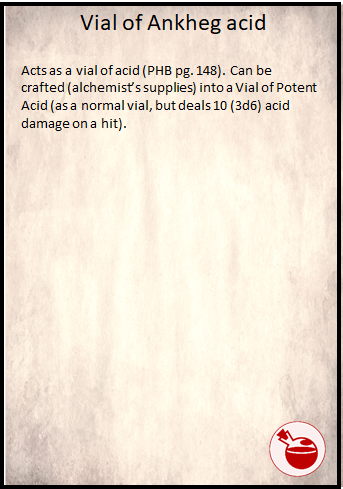 Vial of Ankheg acid
Acts as a vial of acid (PHB pg. 148). Can be
crafted (alchemist's supplies) into a Vial of Potent
Acid (as a normal vial, but deals 10 (3d6) acid
damage on a hit).